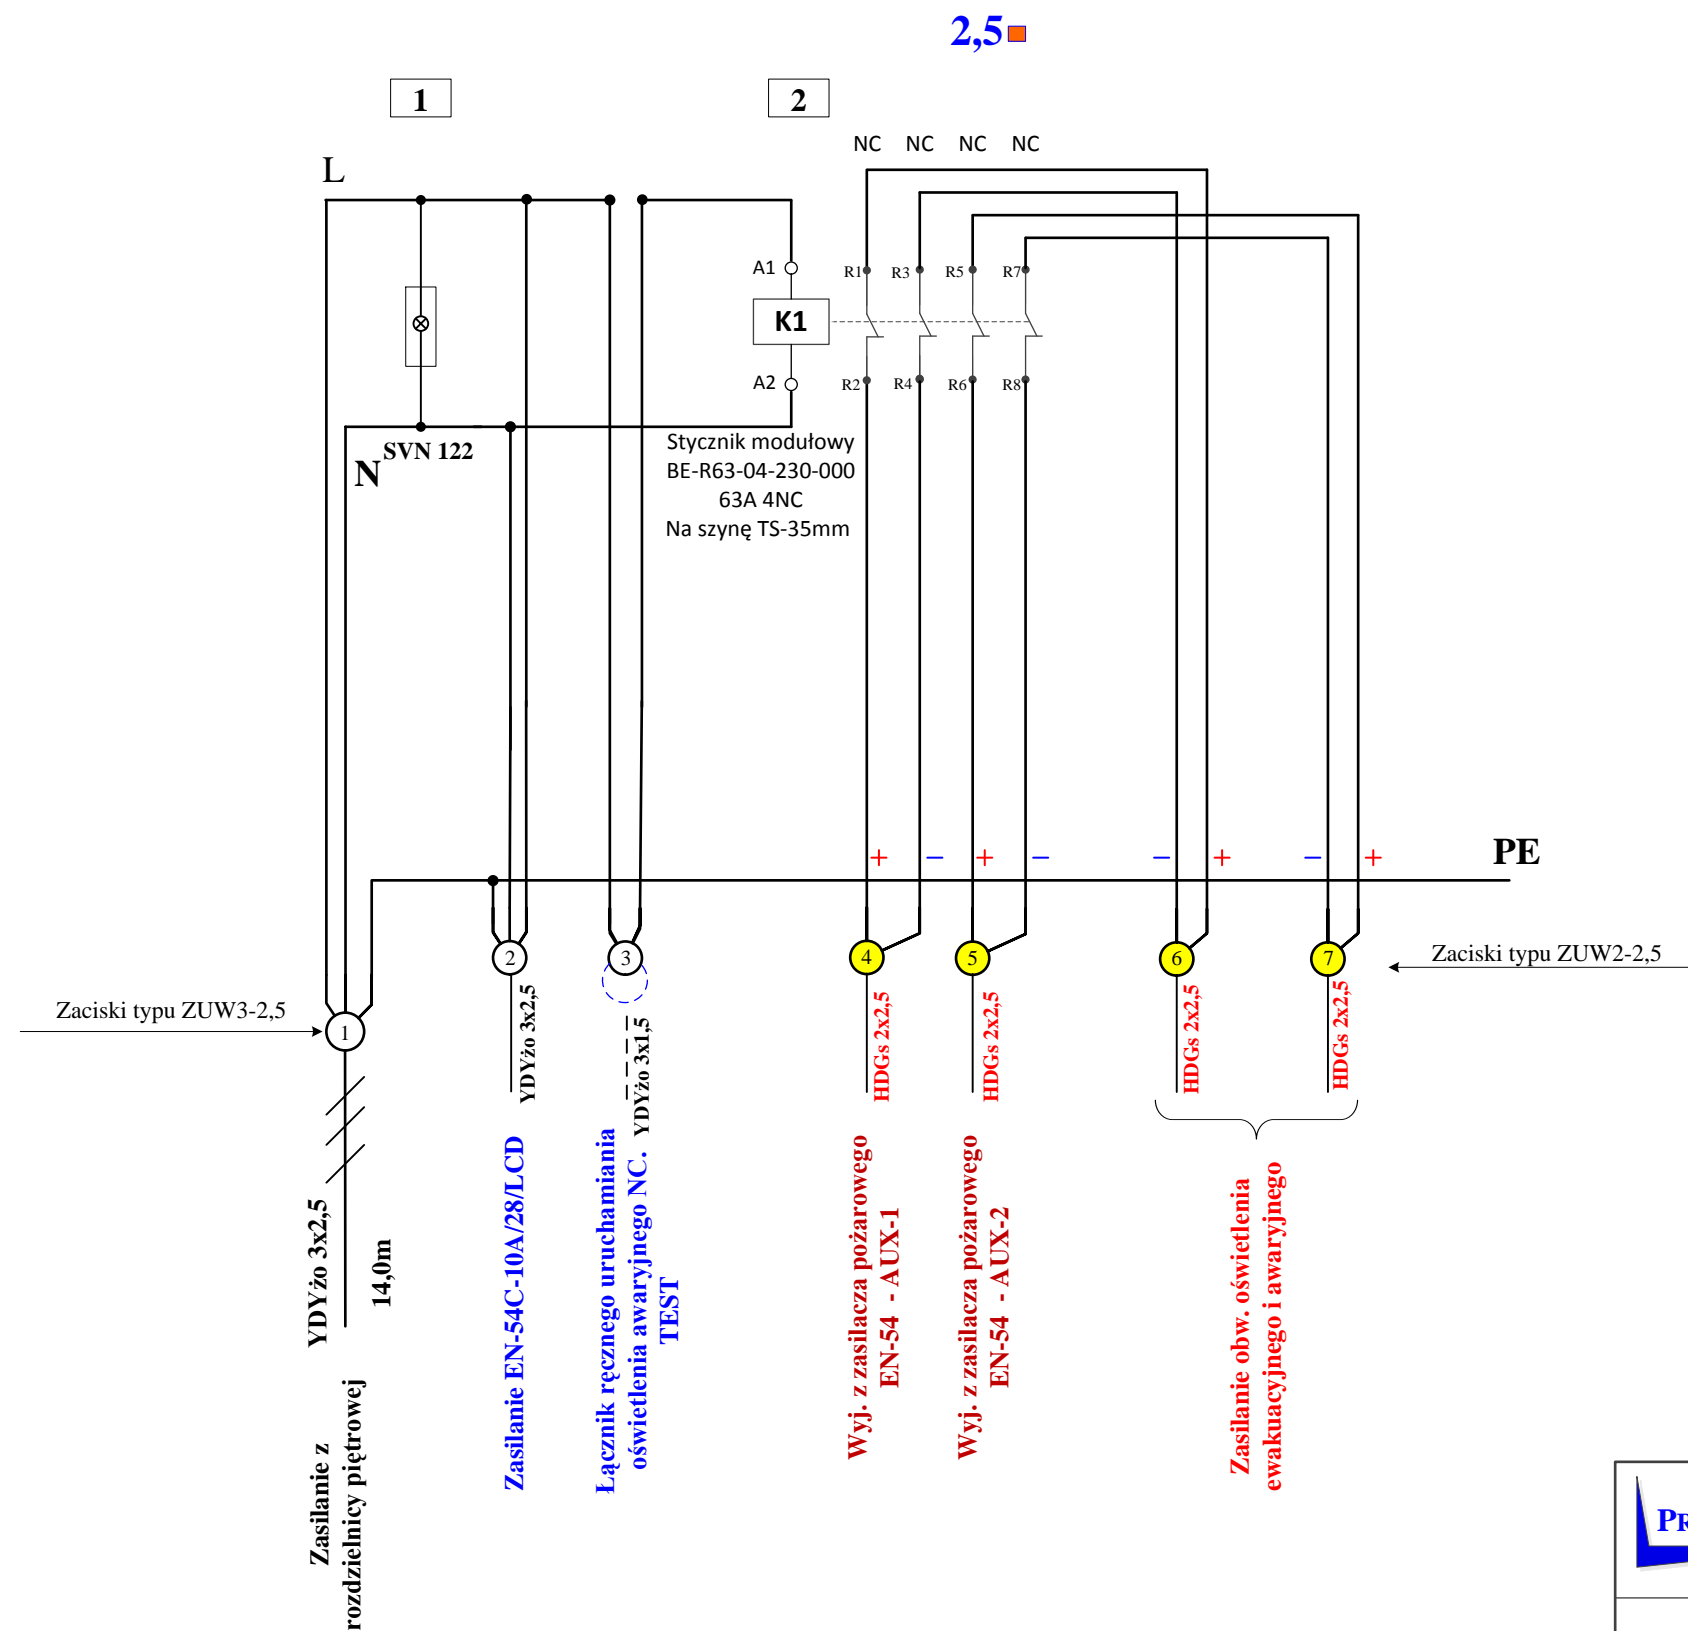 2,5
1
2
NC NC NC NC
L
A1
R1 R3 R5 R7
K1
A2
R2 R4 R6 R8
SVN 122
N
Stycznik modułowy
BE-R63-04-230-000
63A 4NC
Na szynę TS-35mm
+ − + − − + − +
PE
Zaciski typu ZUW3-2,5
1
2
3
4
5
6
7
Zaciski typu ZUW2-2,5
YDYżo 3x2,5
14,0m
Zasilanie z
rozdzielnicy piętrowej
YDYżo 3x2,5
Zasilanie EN-54C-10A/28/LCD
YDYżo 3x1,5
Łącznik ręcznego uruchamiania
oświetlenia awaryjnego NC.
TEST
HDGs 2x2,5
Wyj. z zasilacza pożarowego
EN-54 - AUX-1
HDGs 2x2,5
Wyj. z zasilacza pożarowego
EN-54 - AUX-2
HDGs 2x2,5
HDGs 2x2,5
Zasilanie obw. oświetlenia
ewakuacyjnego i awaryjnego